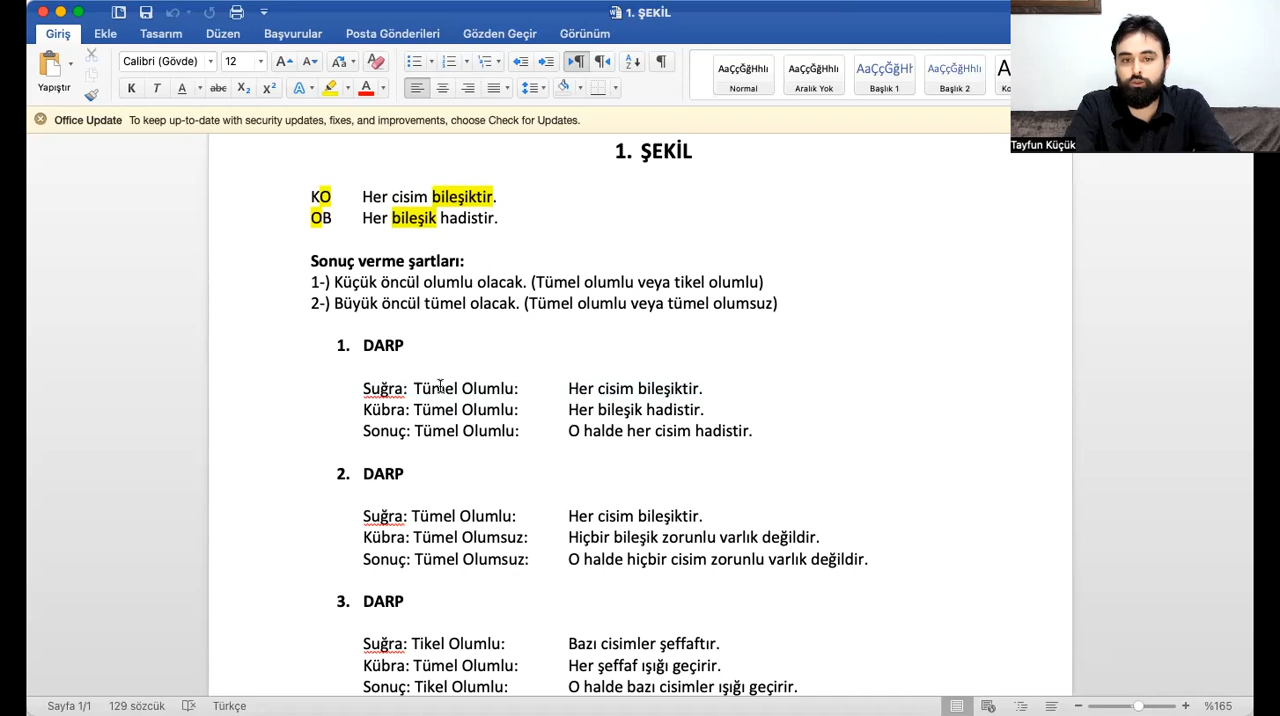 1. ŞEKİL
Giriş Ekle Tasarım Düzen Başvurular Posta Gönderileri Gözden Geçir Görünüm
Calibri (Gövde) 12
AaÇçĞğHhIı AaÇçĞğHhIı AaÇçĞğHł AaÇçĞğHhIı
Yapıştır K T A abc X₂ X² Normal Aralık Yok Başlık 1 Başlık 2
Office Update To keep up-to-date with security updates, fixes, and improvements, choose Check for Updates.
Tayfun Küçük
1. ŞEKİL
KO Her cisim bileşiktir.
OB Her bileşik hadistir.
Sonuç verme şartları:
1-) Küçük öncül olumlu olacak. (Tümel olumlu veya tikel olumlu)
2-) Büyük öncül tümel olacak. (Tümel olumlu veya tümel olumsuz)
1. DARP
Suğra: Tümel Olumlu: Her cisim bileşiktir.
Kübra: Tümel Olumlu: Her bileşik hadistir.
Sonuç: Tümel Olumlu: O halde her cisim hadistir.
2. DARP
Suğra: Tümel Olumlu: Her cisim bileşiktir.
Kübra: Tümel Olumsuz: Hiçbir bileşik zorunlu varlık değildir.
Sonuç: Tümel Olumsuz: O halde hiçbir cisim zorunlu varlık değildir.
3. DARP
Suğra: Tikel Olumlu: Bazı cisimler şeffaftır.
Kübra: Tümel Olumlu: Her şeffaf ışığı geçirir.
Sonuç: Tikel Olumlu: O halde bazı cisimler ışığı geçirir.
Sayfa 1/1 129 sözcük Türkçe %165